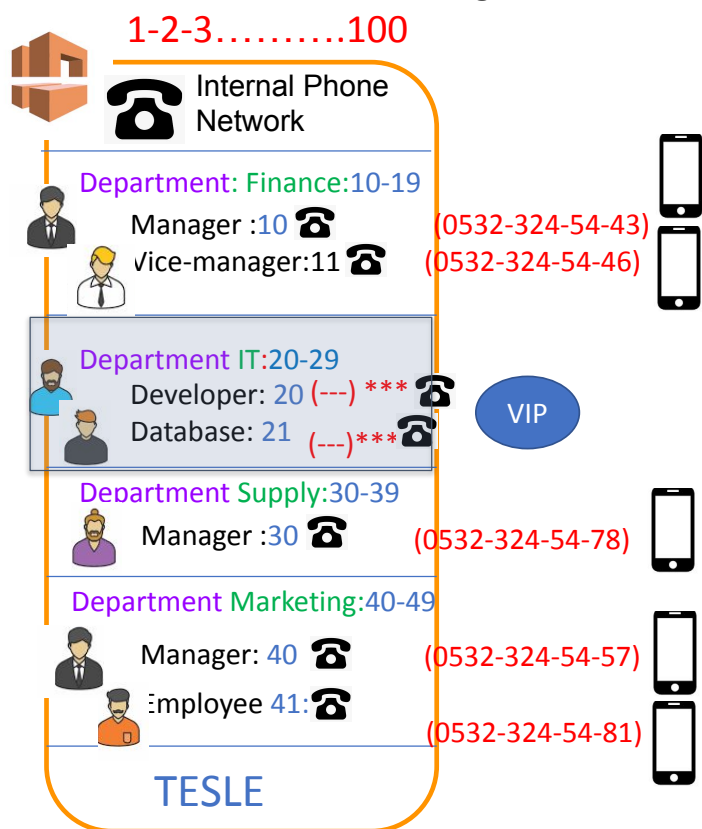 1-2-3..........100
Internal Phone
Network
Department: Finance:10-19
Manager :10 (0532-324-54-43)
Vice-manager:11 (0532-324-54-46)
Department IT:20-29
Developer: 20 (---) ***
Database: 21 (---)***
VIP
Department Supply:30-39
Manager :30 (0532-324-54-78)
Department Marketing:40-49
Manager: 40 (0532-324-54-57)
Employee 41:
(0532-324-54-81)
TESLE